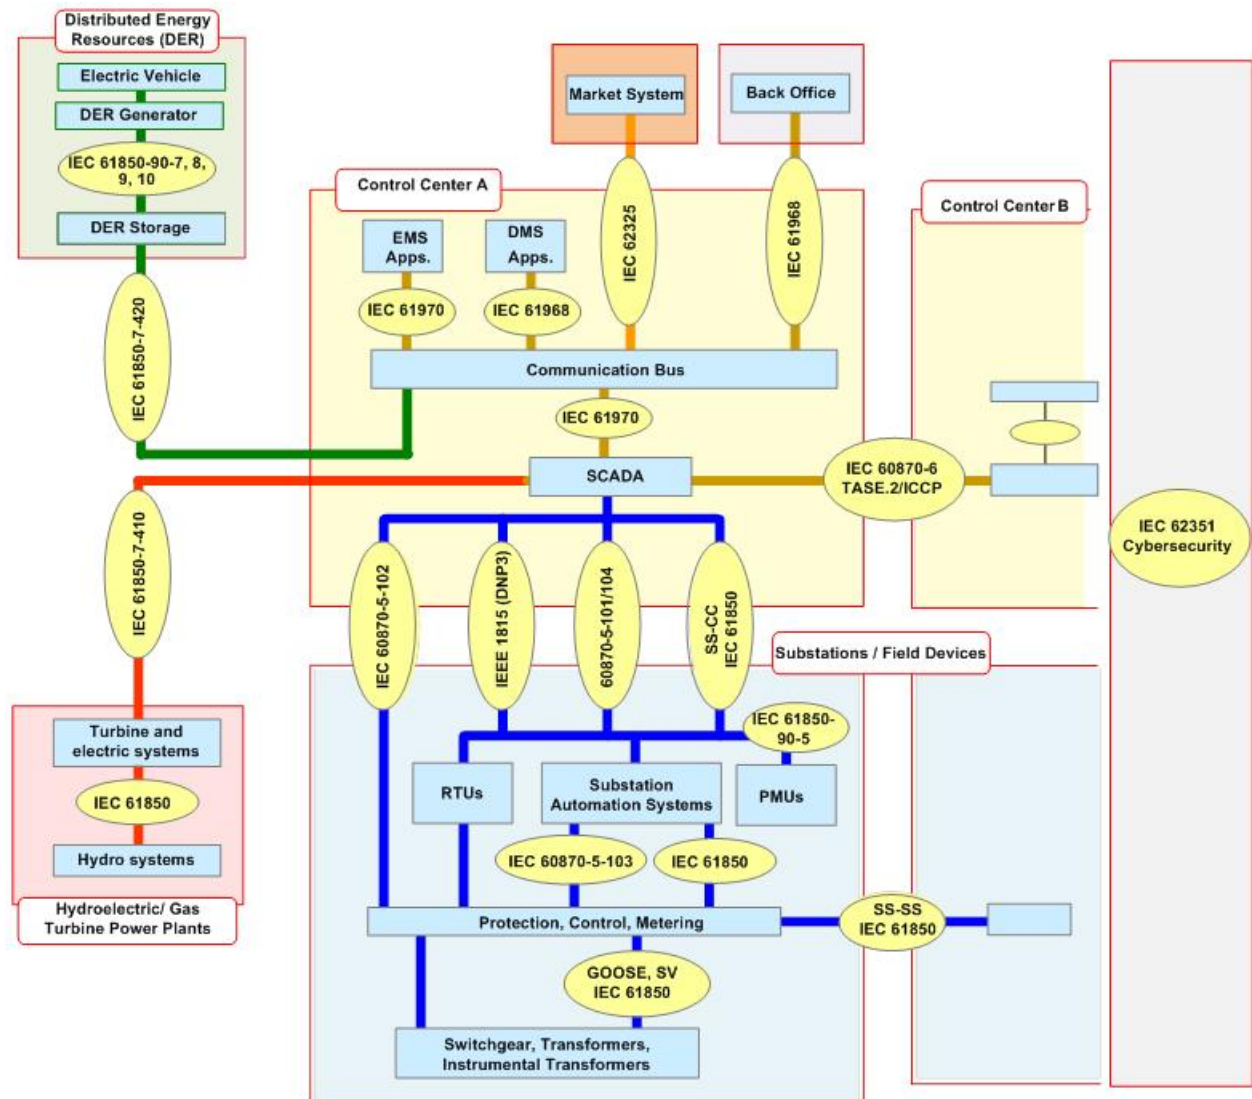 Distributed Energy
Resources (DER)
Electric Vehicle
DER Generator
IEC 61850-90-7, 8,
9, 10
DER Storage
IEC 61850-7-420
Market System
Back Office
IEC 62325
IEC 61968
Control Center A
EMS
Apps.
DMS
Apps.
IEC 61970
IEC 61968
Communication Bus
IEC 61970
SCADA
IEC 60870-6
TASE.2/ICCP
Control Center B
IEC 62351
Cybersecurity
IEC 61850-7-410
IEC 60870-5-102
IEEE 1815 (DNP3)
60870-5-101/104
SS-CC
IEC 61850
Substations / Field Devices
IEC 61850-
90-5
Turbine and
electric systems
IEC 61850
Hydro systems
Hydroelectric/ Gas
Turbine Power Plants
RTUs
Substation
Automation Systems
PMUs
IEC 60870-5-103
IEC 61850
Protection, Control, Metering
SS-SS
IEC 61850
GOOSE, SV
IEC 61850
Switchgear, Transformers,
Instrumental Transformers